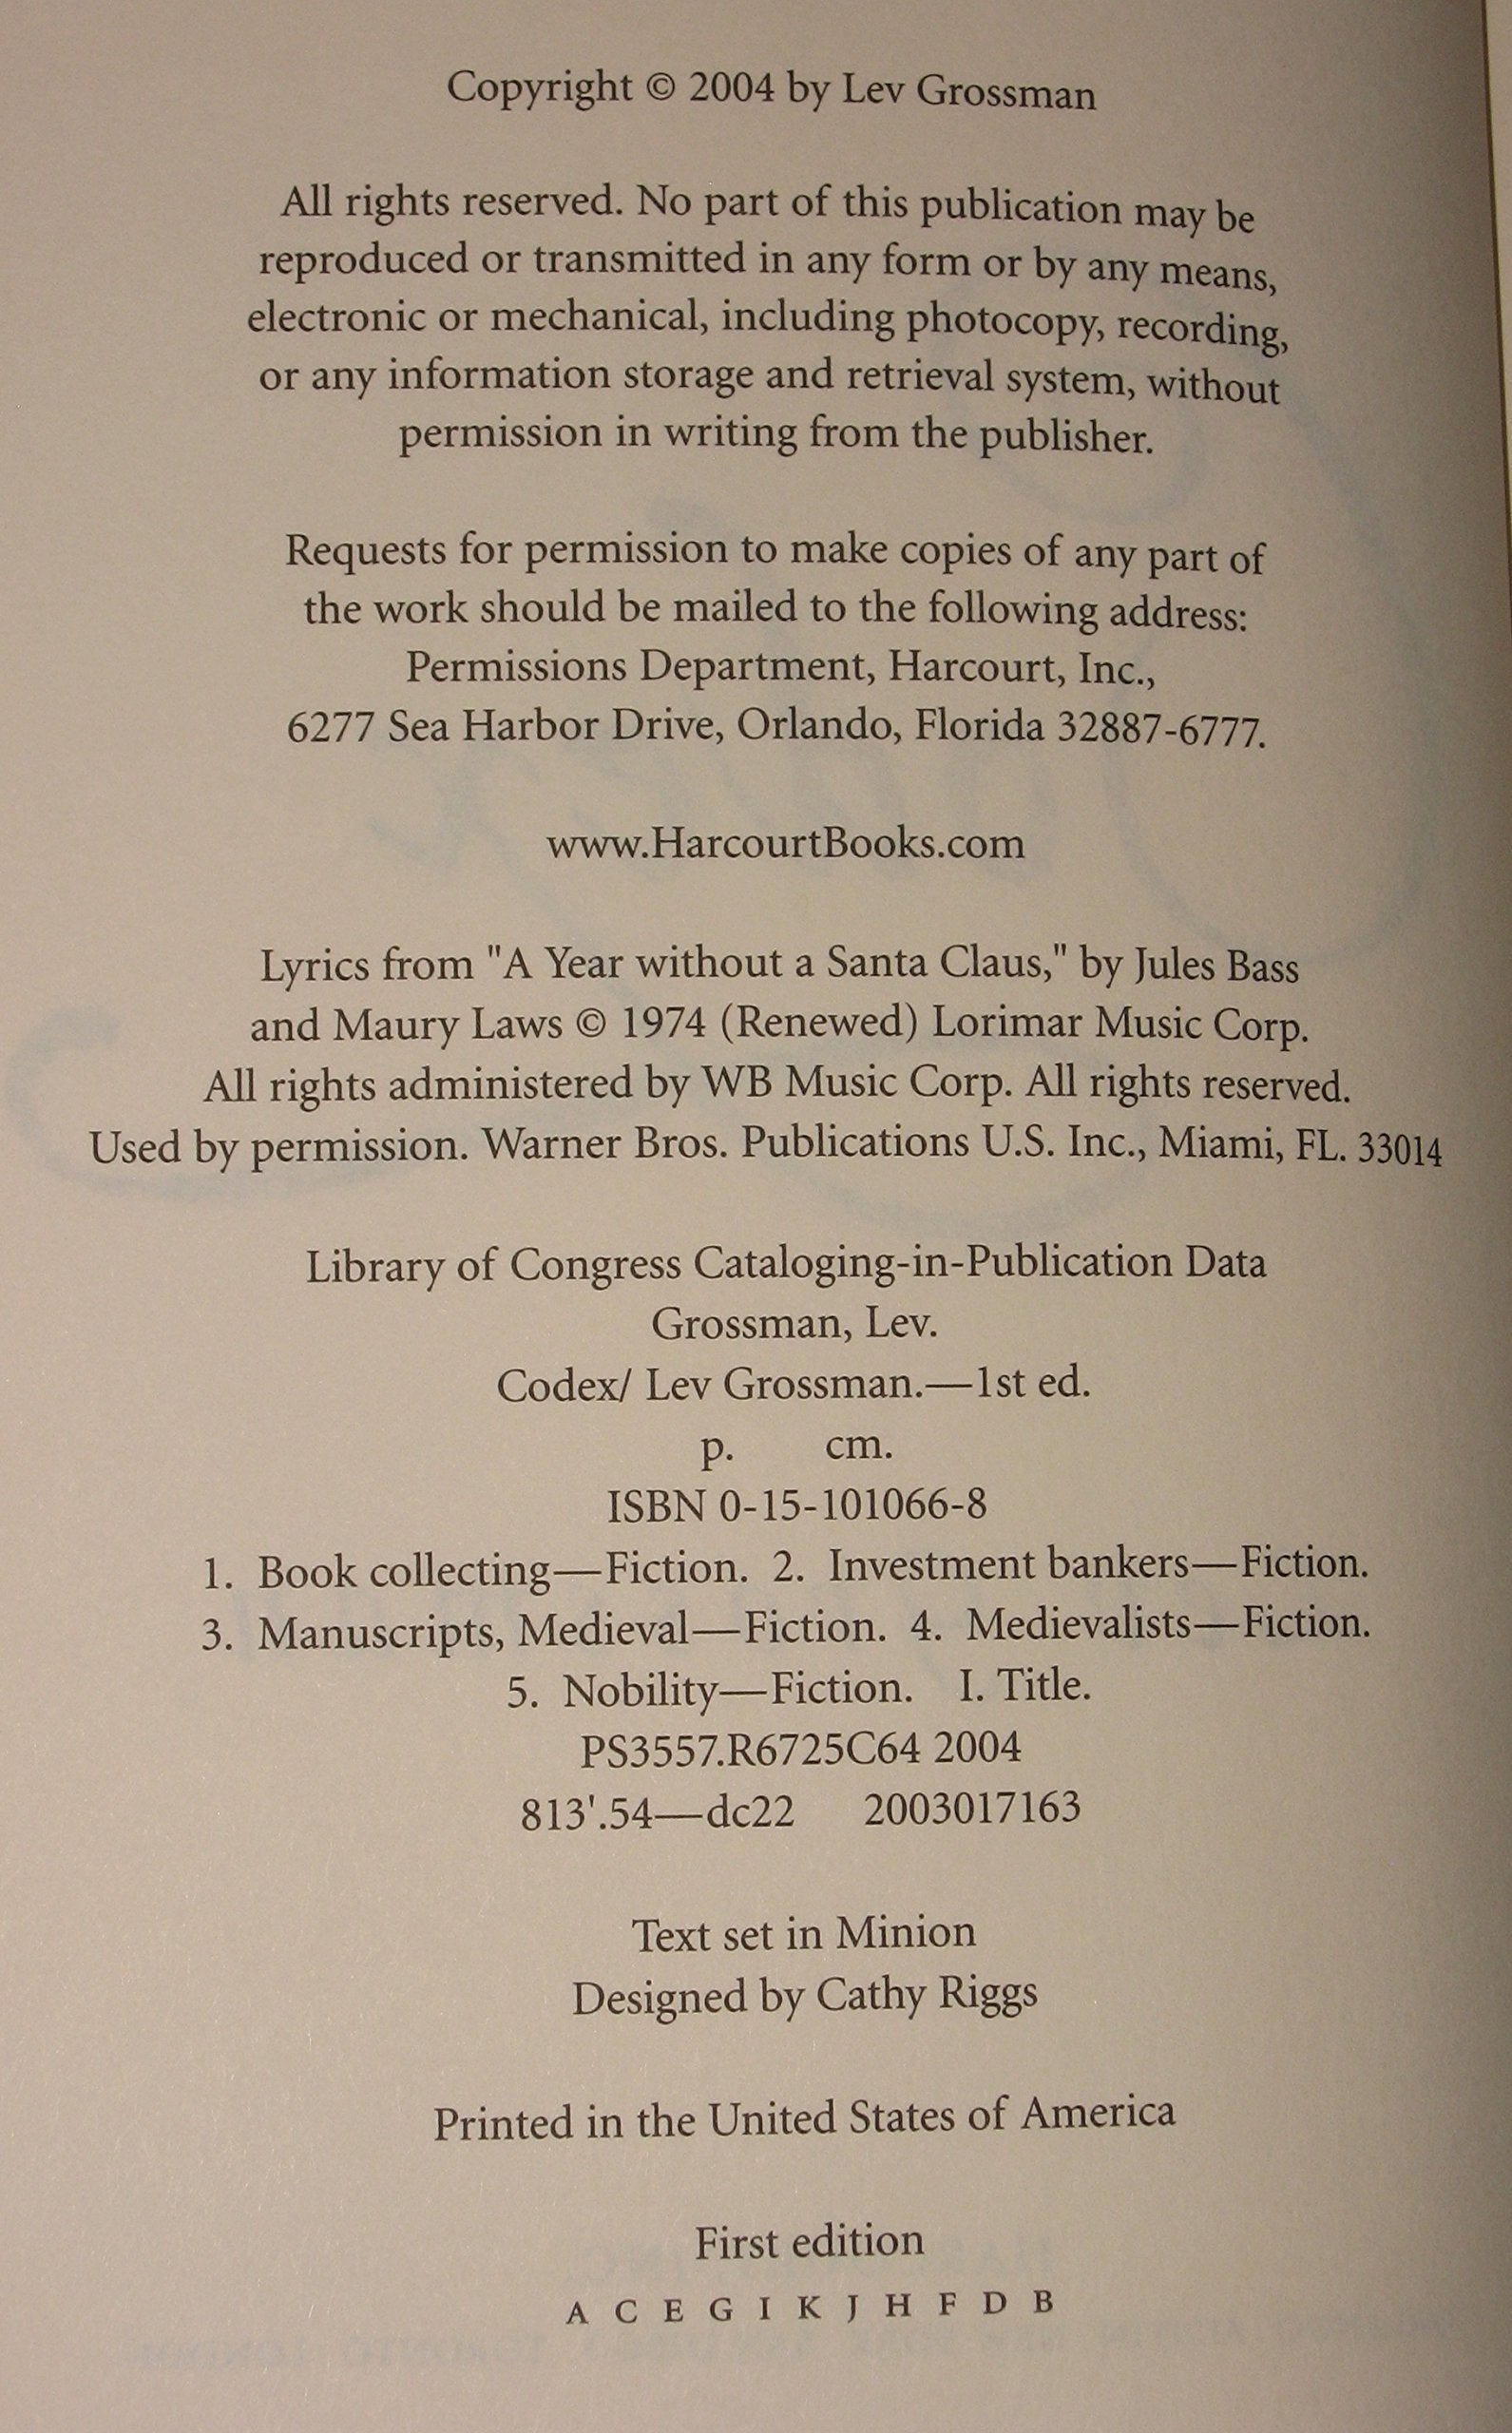 Copyright © 2004 by Lev Grossman
All rights reserved. No part of this publication may be
reproduced or transmitted in any form or by any means,
electronic or mechanical, including photocopy, recording,
or any information storage and retrieval system, without
permission in writing from the publisher.
Requests for permission to make copies of any part of
the work should be mailed to the following address:
Permissions Department, Harcourt, Inc.,
6277 Sea Harbor Drive, Orlando, Florida 32887-6777.
www.HarcourtBooks.com
Lyrics from "A Year without a Santa Claus," by Jules Bass
and Maury Laws © 1974 (Renewed) Lorimar Music Corp.
All rights administered by WB Music Corp. All rights reserved.
Used by permission. Warner Bros. Publications U.S. Inc., Miami, FL. 33014
Library of Congress Cataloging-in-Publication Data
Grossman, Lev.
Codex/ Lev Grossman.—1st ed.
p. cm.
ISBN 0-15-101066-8
1. Book collecting—Fiction. 2. Investment bankers—Fiction.
3. Manuscripts, Medieval—Fiction. 4. Medievalists—Fiction.
5. Nobility—Fiction. I. Title.
PS3557.R6725C64 2004
813'.54—dc22 2003017163
Text set in Minion
Designed by Cathy Riggs
Printed in the United States of America
First edition
A C E G I K J H F D B